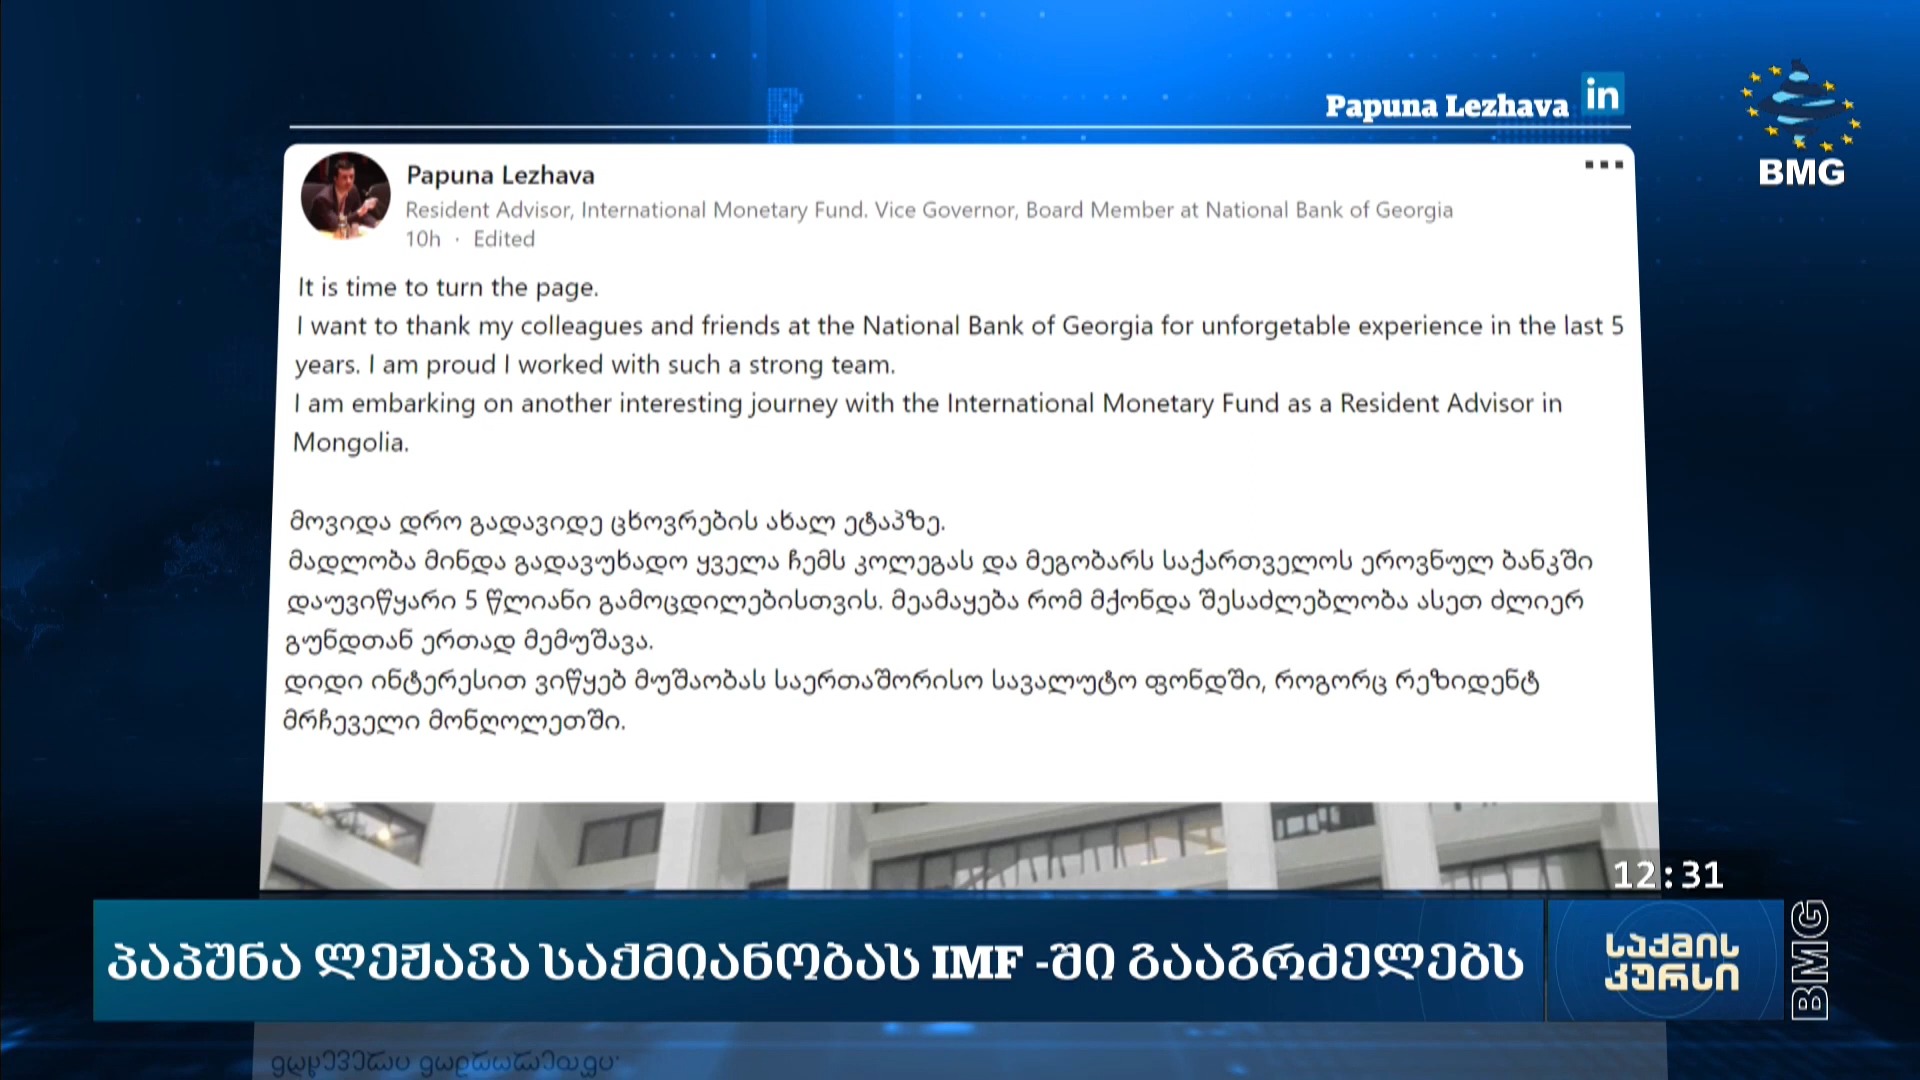 Papuna Lezhava in
BMG
Papuna Lezhava
Resident Advisor, International Monetary Fund. Vice Governor, Board Member at National Bank of Georgia
10h · Edited
It is time to turn the page.
I want to thank my colleagues and friends at the National Bank of Georgia for unforgetable experience in the last 5
years. I am proud I worked with such a strong team.
I am embarking on another interesting journey with the International Monetary Fund as a Resident Advisor in
Mongolia.
მოვიდა დრო გადავიდე ცხოვრების ახალ ეტაპზე.
მადლობა მინდა გადავუხადო ყველა ჩემს კოლეგას და მეგობარს საქართველოს ეროვნულ ბანკში
დაუვიწყარი 5 წლიანი გამოცდილებისთვის. მეამაყება რომ მქონდა შესაძლებლობა ასეთ ძლიერ
გუნდთან ერთად მემუშავა.
დიდი ინტერესით ვიწყებ მუშაობას საერთაშორისო სავალუტო ფონდში, როგორც რეზიდენტ
მრჩეველი მონღოლეთში.
12:31
პაპუნა ლეჟავა საქმიანობას IMF -ში გააგრძელებს
საქმის
კურსი
BMG